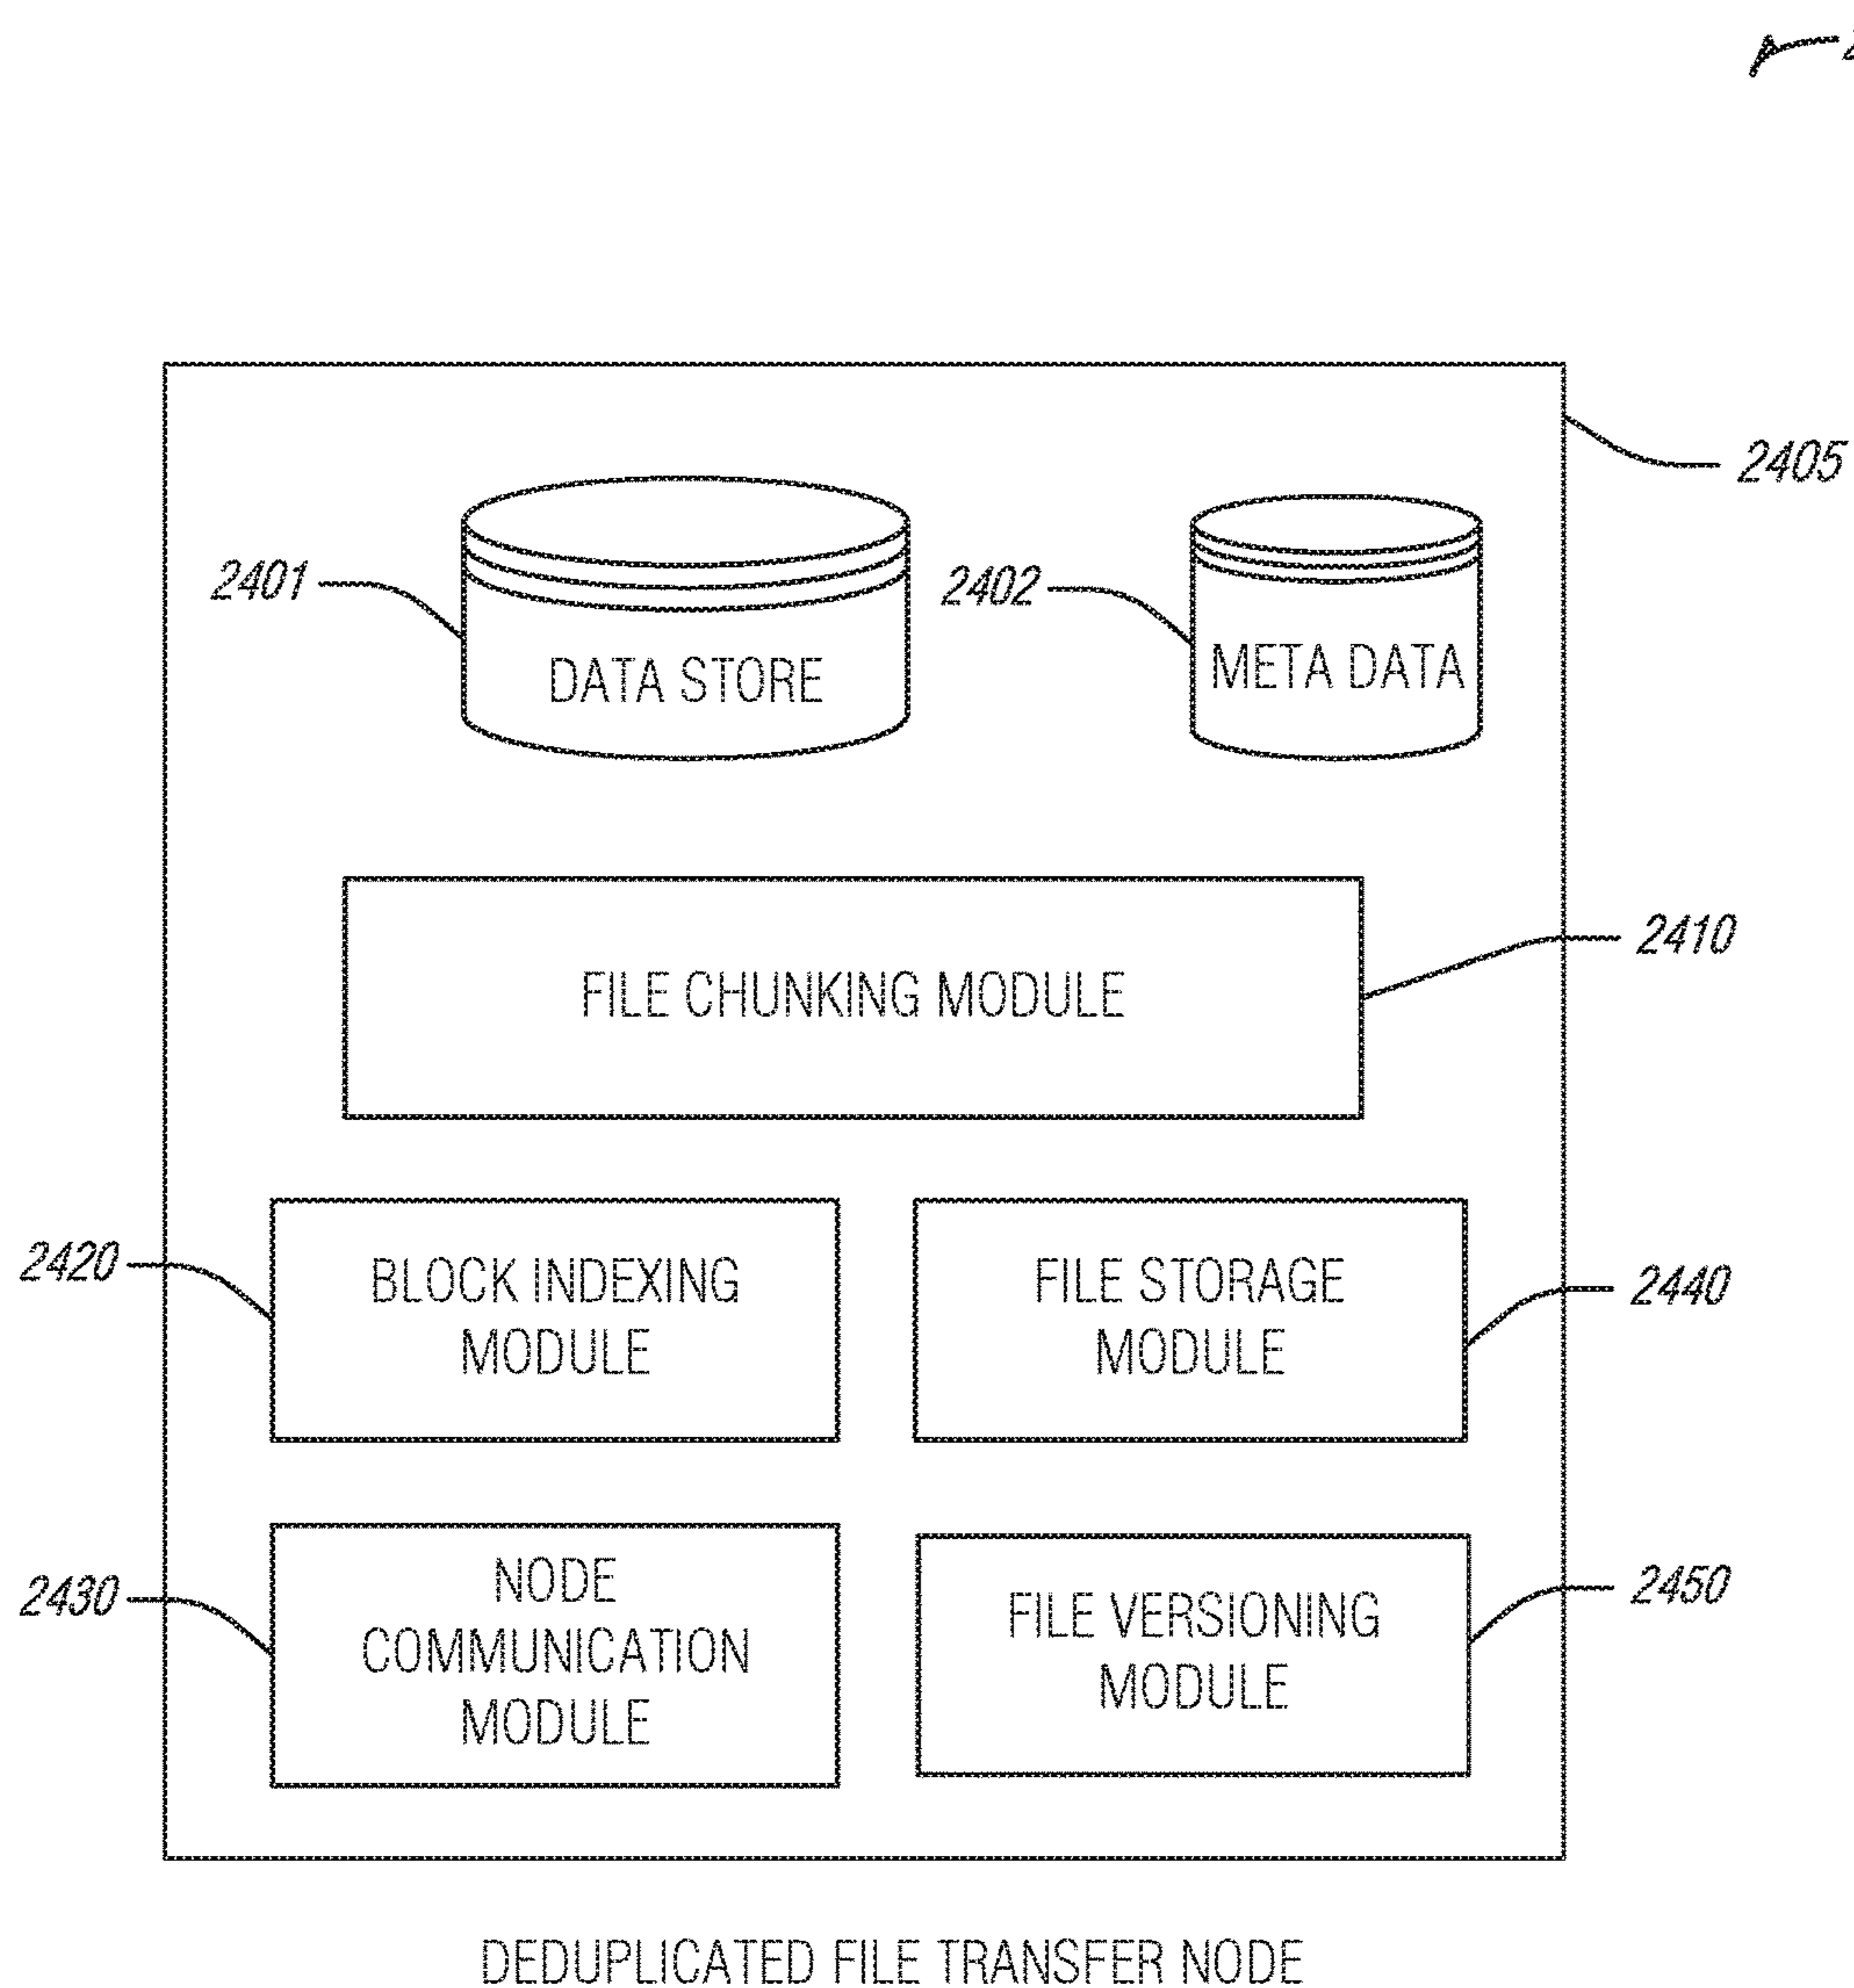 2405
2401
DATA STORE
2402
META DATA
FILE CHUNKING MODULE
2410
2420
BLOCK INDEXING
MODULE
FILE STORAGE
MODULE
2440
2430
NODE
COMMUNICATION
MODULE
FILE VERSIONING
MODULE
2450
DEDUPLICATED FILE TRANSFER NODE